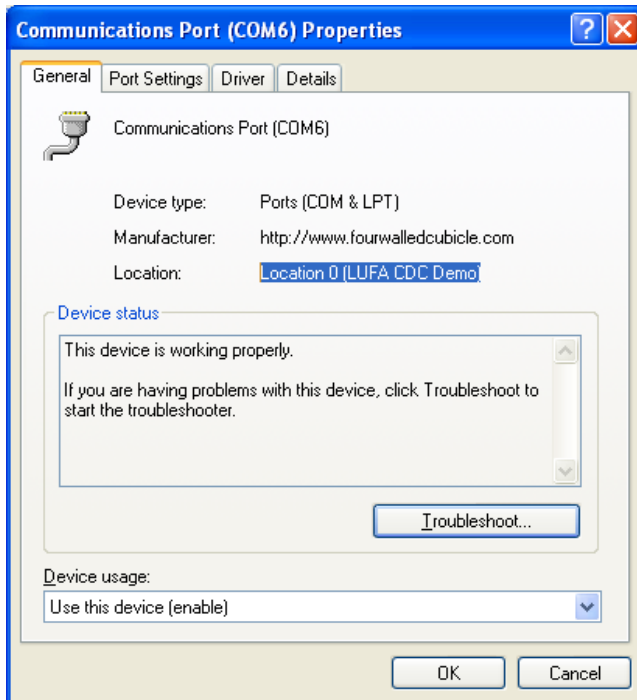 Communications Port (COM6) Properties
General Port Settings Driver Details
Communications Port (COM6)
Device type: Ports (COM & LPT)
Manufacturer: http://www.fourwalledcubicle.com
Location: Location 0 (LUFA CDC Demo)
Device status
This device is working properly.
If you are having problems with this device, click Troubleshoot to
start the troubleshooter.
Troubleshoot...
Device usage:
Use this device (enable)
OK Cancel